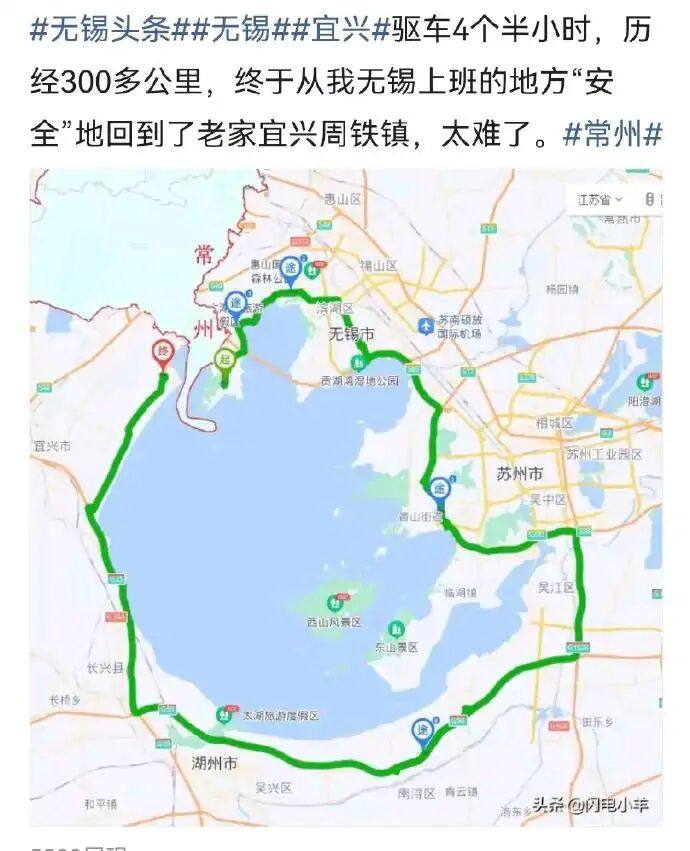 #无锡头条##无锡##宜兴#驱车4个半小时，历
经300多公里，终于从我无锡上班的地方“安
全”地回到了老家宜兴周铁镇，太难了。#常州#
惠山区
江苏省
常熟市
常
州
惠山国
森林公
途
锡山区
杨园镇
途
假区
滨湖区
无锡市
苏南硕放
国际机场
终
起
贡湖湾湿地公园
阳澄湖
相城区
宜兴市
苏州工业园区
苏州市
途
吴中区
香山街道
临湖镇
吴江区
西山风景区
东山景区
长兴县
长桥乡
太湖旅游度假区
途
田乐乡
湖州市
吴兴区
南浔区
青云镇
和平镇
洛东乡
头条 @闪电小羊